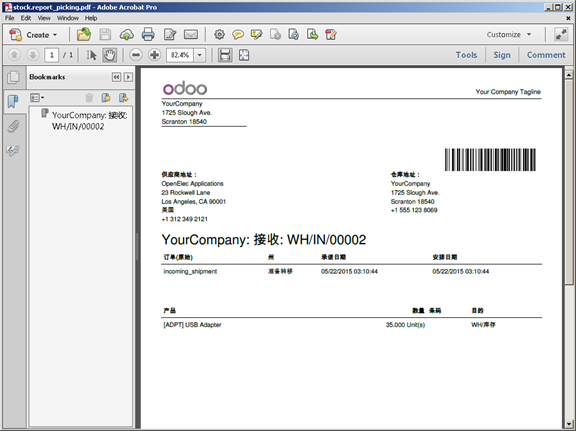 stock.report_picking.pdf - Adobe Acrobat Pro
File Edit View Window Help
Create
Customize
1 / 1
82.4%
Tools Sign Comment
Bookmarks
YourCompany: 接收:
WH/IN/00002
odoo
Your Company Tagline
YourCompany
1725 Slough Ave.
Scranton 18540
供应商地址：
OpenElec Applications
23 Rockwell Lane
Los Angeles, CA 90001
美国
+1 312 349 2121
仓库地址：
YourCompany
1725 Slough Ave.
Scranton 18540
+1 555 123 8069
YourCompany: 接收: WH/IN/00002
订单(原始) 州 承诺日期 安排日期
incoming_shipment 准备转移 05/22/2015 03:10:44 05/22/2015 03:10:44
产品 数量 条码 目的
[ADPT] USB Adapter 35.000 Unit(s) WH/库存